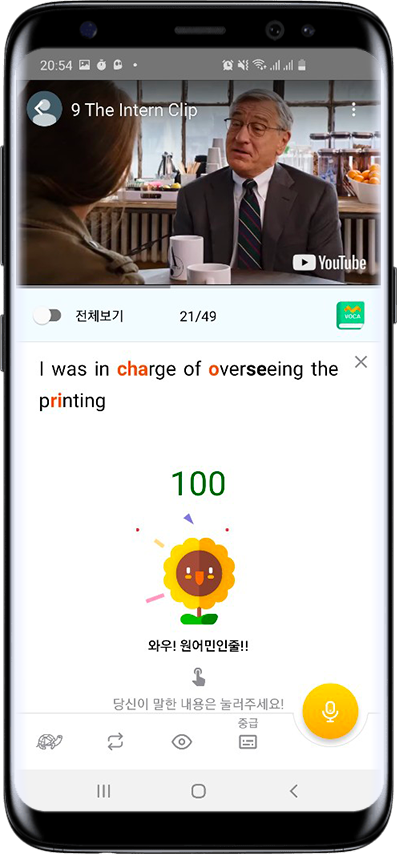 20:54
9 The Intern Clip
YouTube
전체보기
21/49
VOCA
I was in charge of overseeing the
printing
100
와우! 원어민인줄!!
당신이 말한 내용은 눌러주세요!
중급